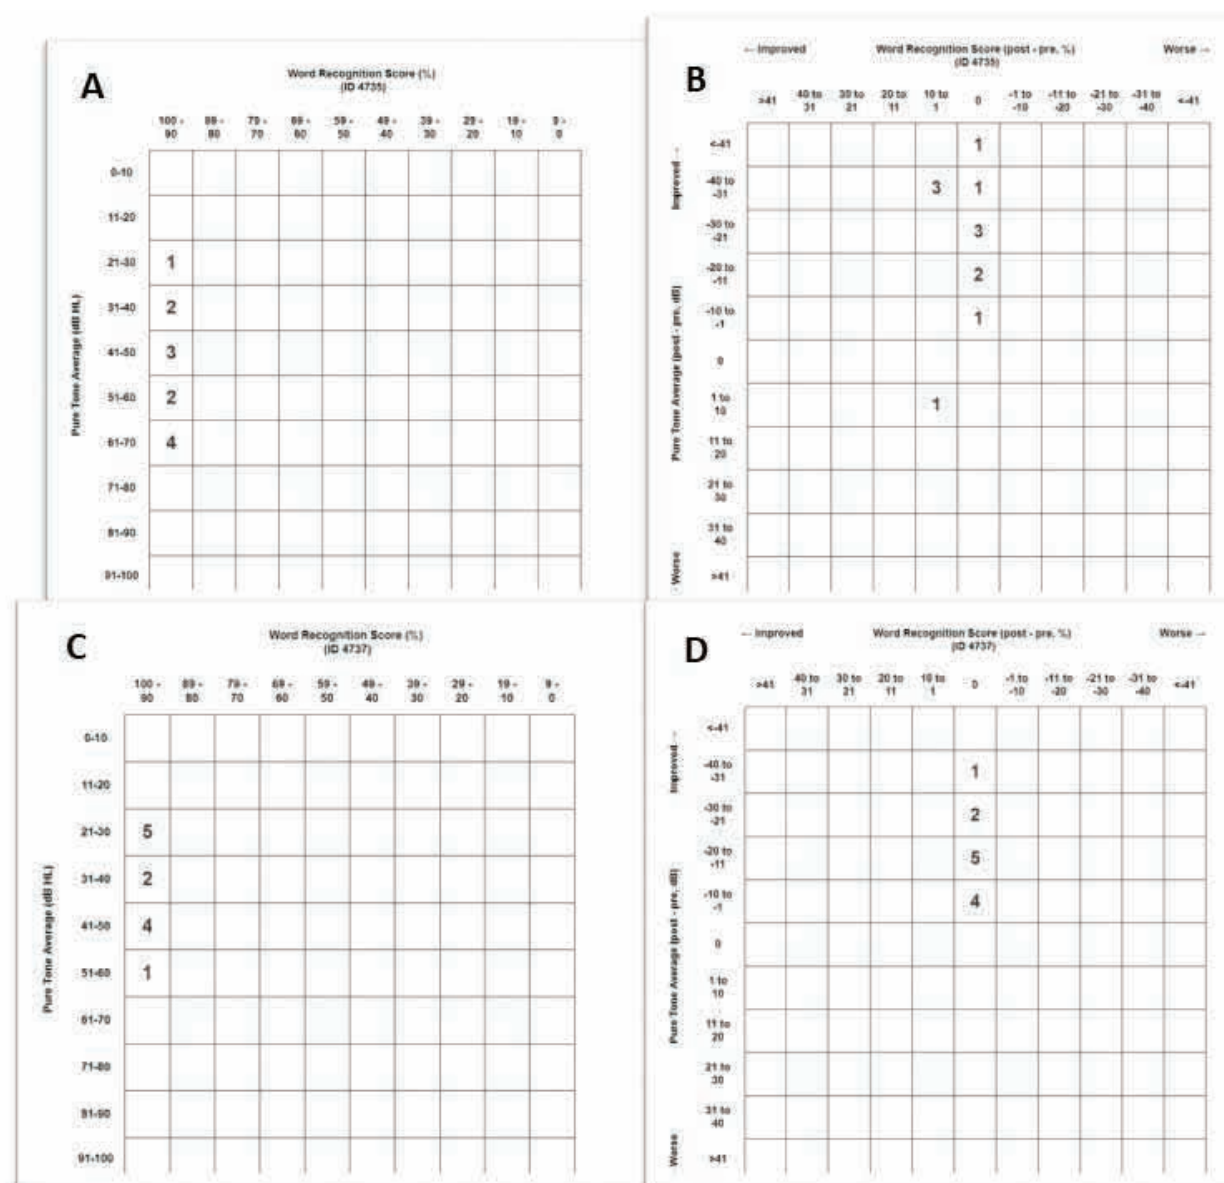 A
Word Recognition Score (%)
(ID 4735)
100 - 90 89 - 80 79 - 70 69 - 60 59 - 50 49 - 40 39 - 30 29 - 20 19 - 10 9 - 0
Pure Tone Average (dB HL)
0-10
11-20
21-30 1
31-40 2
41-50 3
51-60 2
61-70 4
71-80
81-90
91-100
B
← Improved Word Recognition Score (post - pre, %) Worse →
(ID 4735)
>41 40 to 31 30 to 21 20 to 11 10 to 1 0 -1 to -10 -11 to -20 -21 to -30 -31 to -40 <-41
Improved →
Pure Tone Average (post - pre, dB)
- Worse
<-41 1
-40 to -31 3 1
-30 to -21 3
-20 to -11 2
-10 to -1 1
0
1 to 10 1
11 to 20
21 to 30
31 to 40
>41
C
Word Recognition Score (%)
(ID 4737)
100 - 90 89 - 80 79 - 70 69 - 60 59 - 50 49 - 40 39 - 30 29 - 20 19 - 10 9 - 0
Pure Tone Average (dB HL)
0-10
11-20
21-30 5
31-40 2
41-50 4
51-60 1
61-70
71-80
81-90
91-100
D
← Improved Word Recognition Score (post - pre, %) Worse →
(ID 4737)
>41 40 to 31 30 to 21 20 to 11 10 to 1 0 -1 to -10 -11 to -20 -21 to -30 -31 to -40 <-41
Improved →
Pure Tone Average (post - pre, dB)
Worse
<-41
-40 to -31 1
-30 to -21 2
-20 to -11 5
-10 to -1 4
0
1 to 10
11 to 20
21 to 30
31 to 40
>41